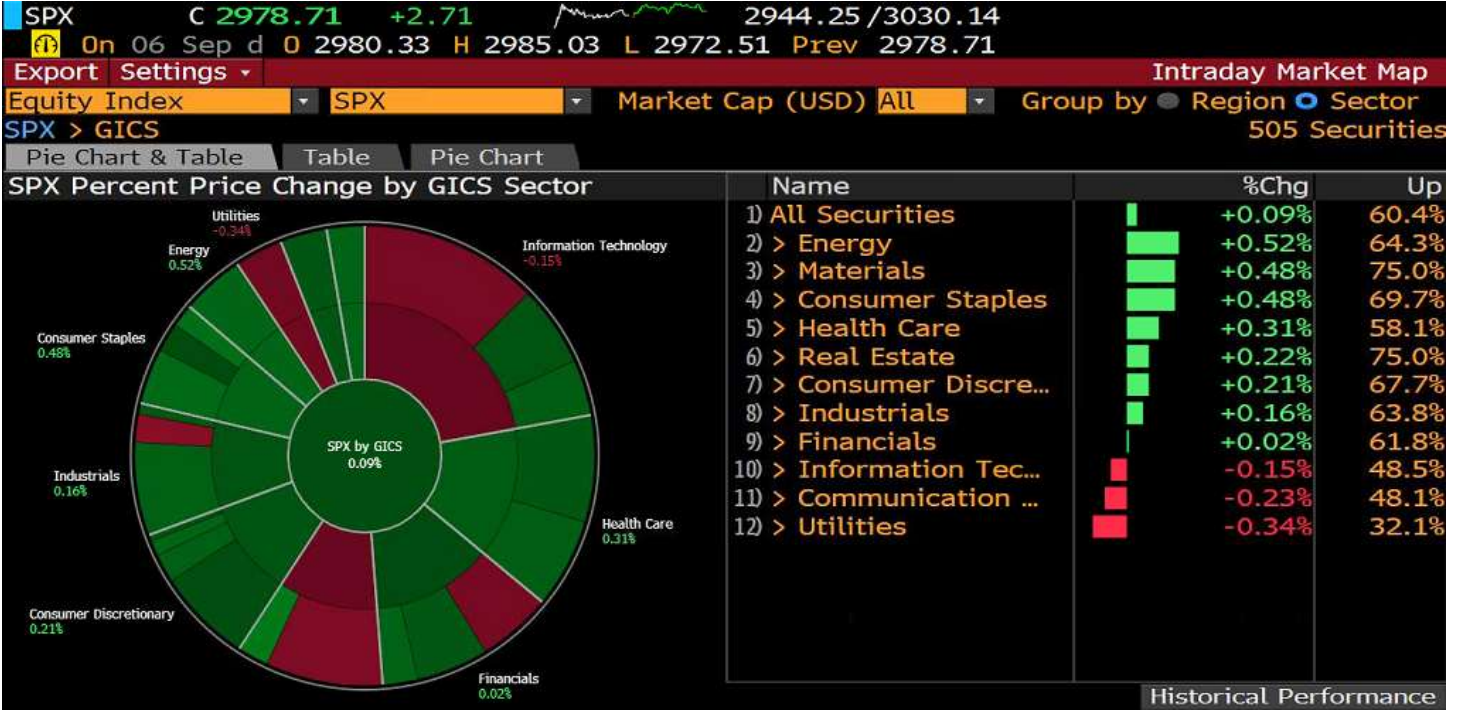 SPX C 2978.71 +2.71 2944.25/3030.14
On 06 Sep d O 2980.33 H 2985.03 L 2972.51 Prev 2978.71
Export Settings Intraday Market Map
Equity Index SPX Market Cap (USD) All Group by Region Sector
SPX > GICS 505 Securities
Pie Chart & Table Table Pie Chart
SPX Percent Price Change by GICS Sector
Utilities
-0.34%
Energy
0.52%
Information Technology
-0.15%
Consumer Staples
0.48%
SPX by GICS
0.09%
Industrials
0.16%
Health Care
0.31%
Consumer Discretionary
0.21%
Financials
0.02%
Name %Chg Up
1) All Securities +0.09% 60.4%
2) > Energy +0.52% 64.3%
3) > Materials +0.48% 75.0%
4) > Consumer Staples +0.48% 69.7%
5) > Health Care +0.31% 58.1%
6) > Real Estate +0.22% 75.0%
7) > Consumer Discre... +0.21% 67.7%
8) > Industrials +0.16% 63.8%
9) > Financials +0.02% 61.8%
10) > Information Tec... -0.15% 48.5%
11) > Communication ... -0.23% 48.1%
12) > Utilities -0.34% 32.1%
Historical Performance